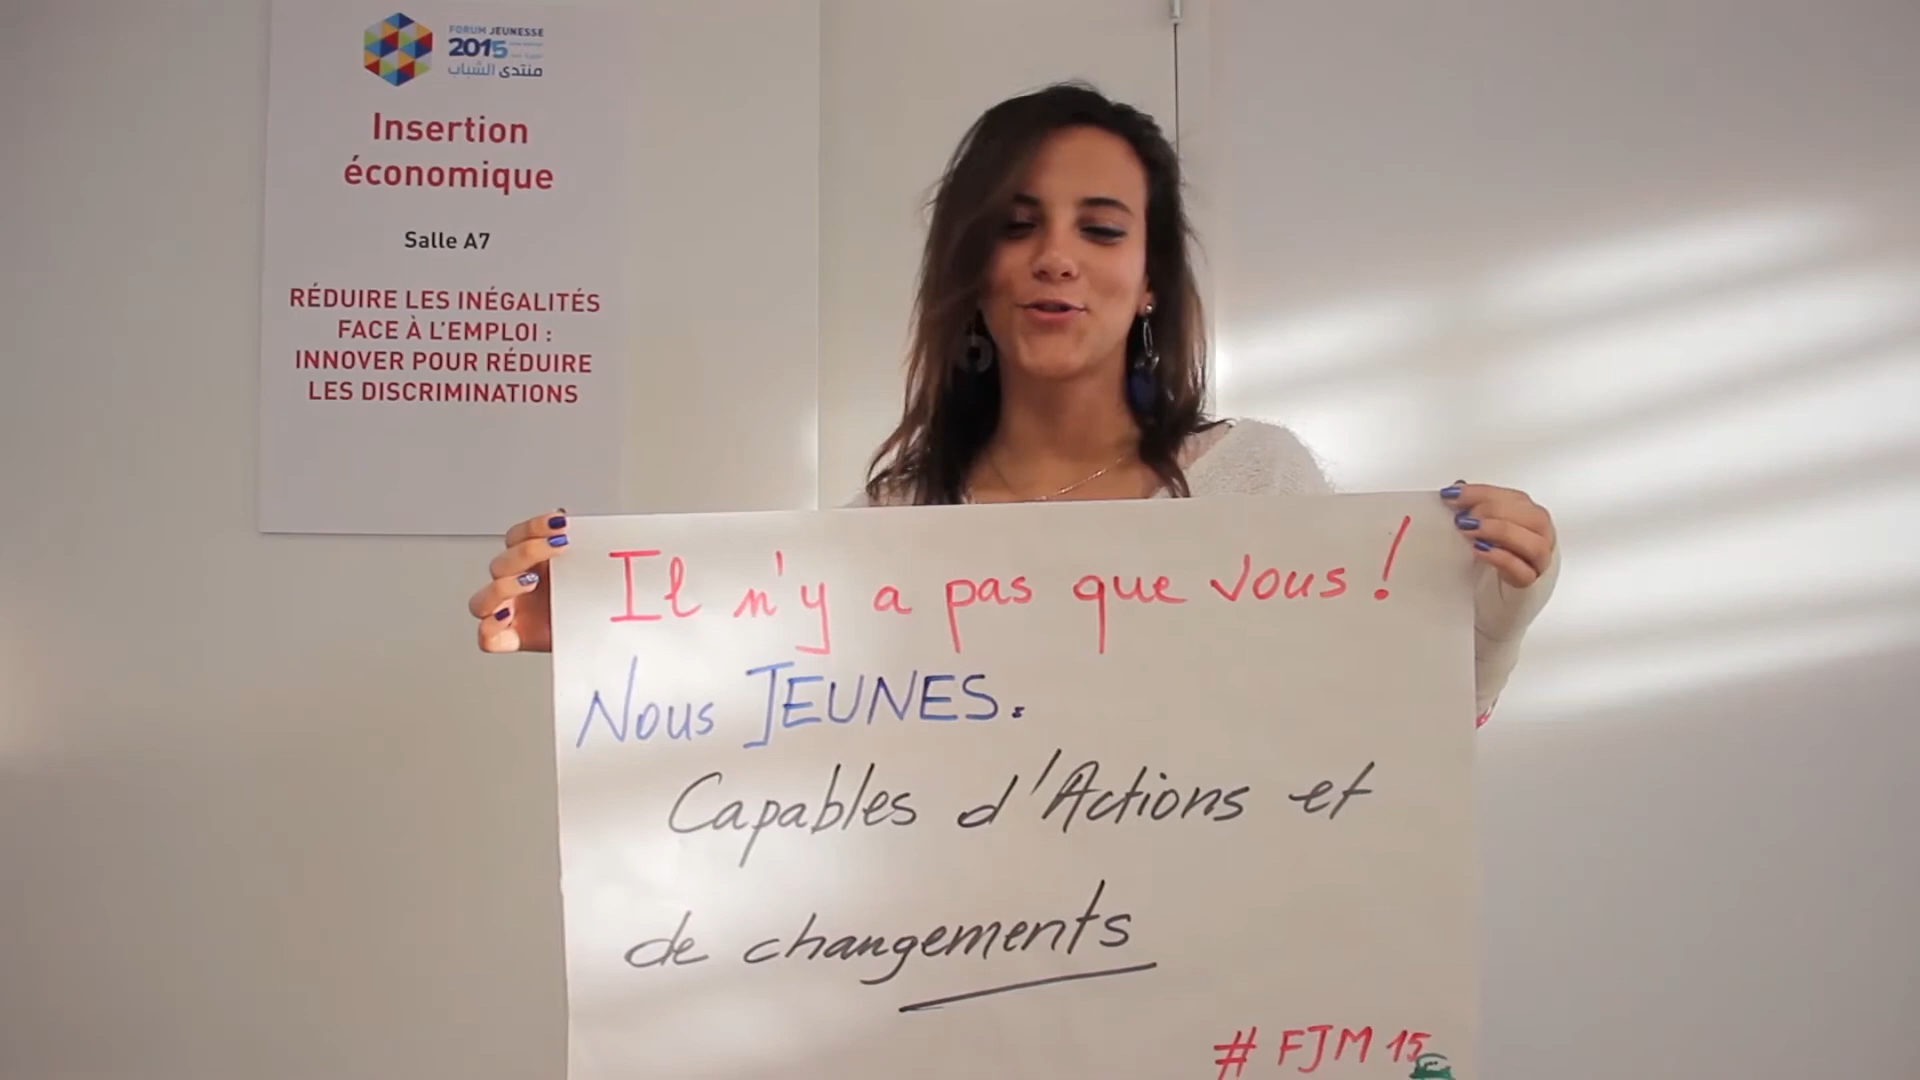 FORUM JEUNESSE
2015
منتدى الشباب
Insertion
économique
Salle A7
RÉDUIRE LES INÉGALITÉS
FACE À L'EMPLOI :
INNOVER POUR RÉDUIRE
LES DISCRIMINATIONS
Il n'y a pas que vous !
Nous JEUNES.
Capables d'Actions et
de changements
# FJM 15